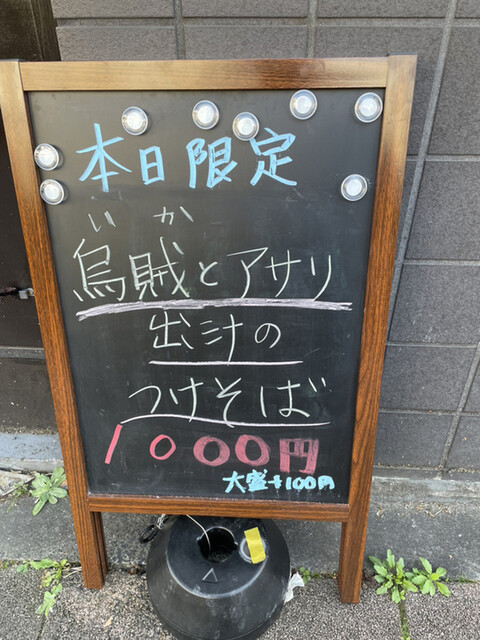 本日限定
いか
烏賊とアサリ
出汁の
つけそば
1000円
大盛+100円